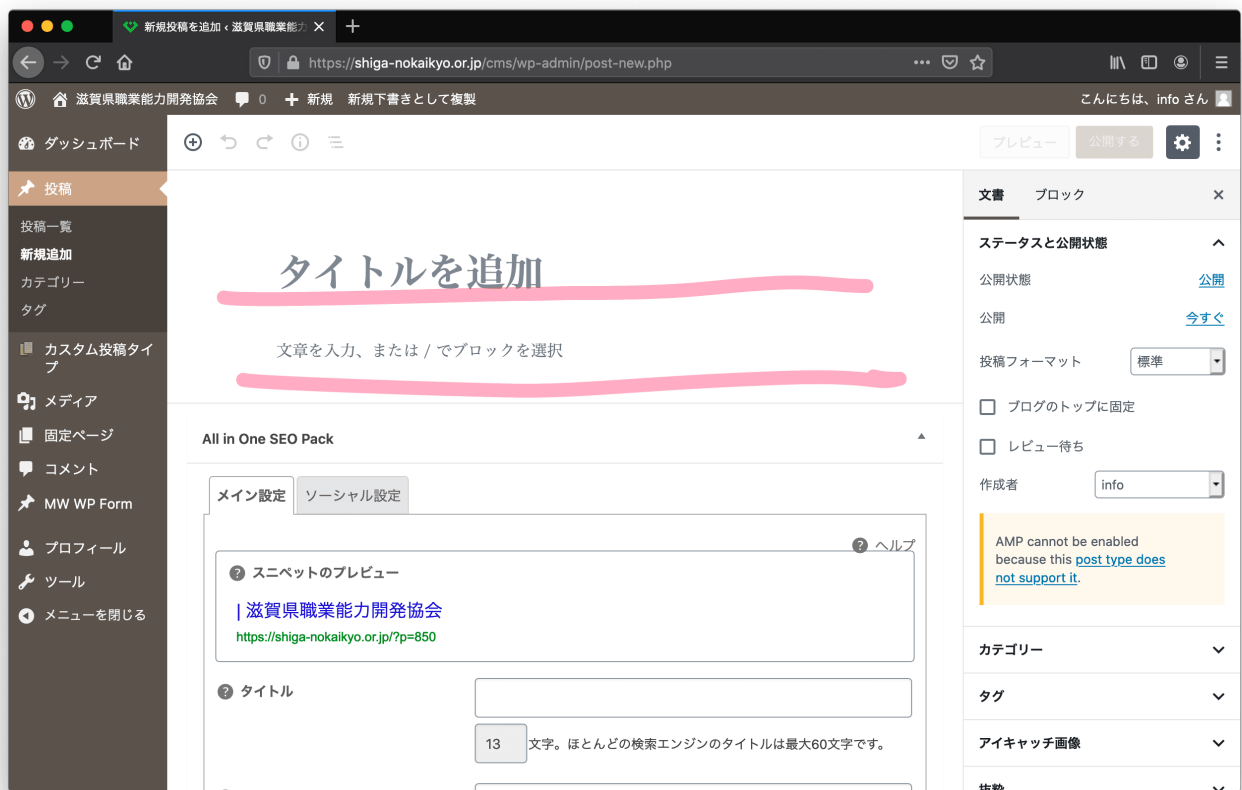 新規投稿を追加 ‹ 滋賀県職業能力
https://shiga-nokaikyo.or.jp/cms/wp-admin/post-new.php
滋賀県職業能力開発協会 0 新規 新規下書きとして複製 こんにちは、info さん
ダッシュボード
投稿
投稿一覧
新規追加
カテゴリー
タグ
カスタム投稿タイ
プ
メディア
固定ページ
コメント
MW WP Form
プロフィール
ツール
メニューを閉じる
プレビュー 公開する
タイトルを追加
文章を入力、または / でブロックを選択
All in One SEO Pack
メイン設定 ソーシャル設定
ヘルプ
スニペットのプレビュー
| 滋賀県職業能力開発協会
https://shiga-nokaikyo.or.jp/?p=850
タイトル
13 文字。ほとんどの検索エンジンのタイトルは最大60文字です。
文書 ブロック
ステータスと公開状態
公開状態 公開
公開 今すぐ
投稿フォーマット 標準
ブログのトップに固定
レビュー待ち
作成者 info
AMP cannot be enabled
because this post type does
not support it.
カテゴリー
タグ
アイキャッチ画像
抜粋